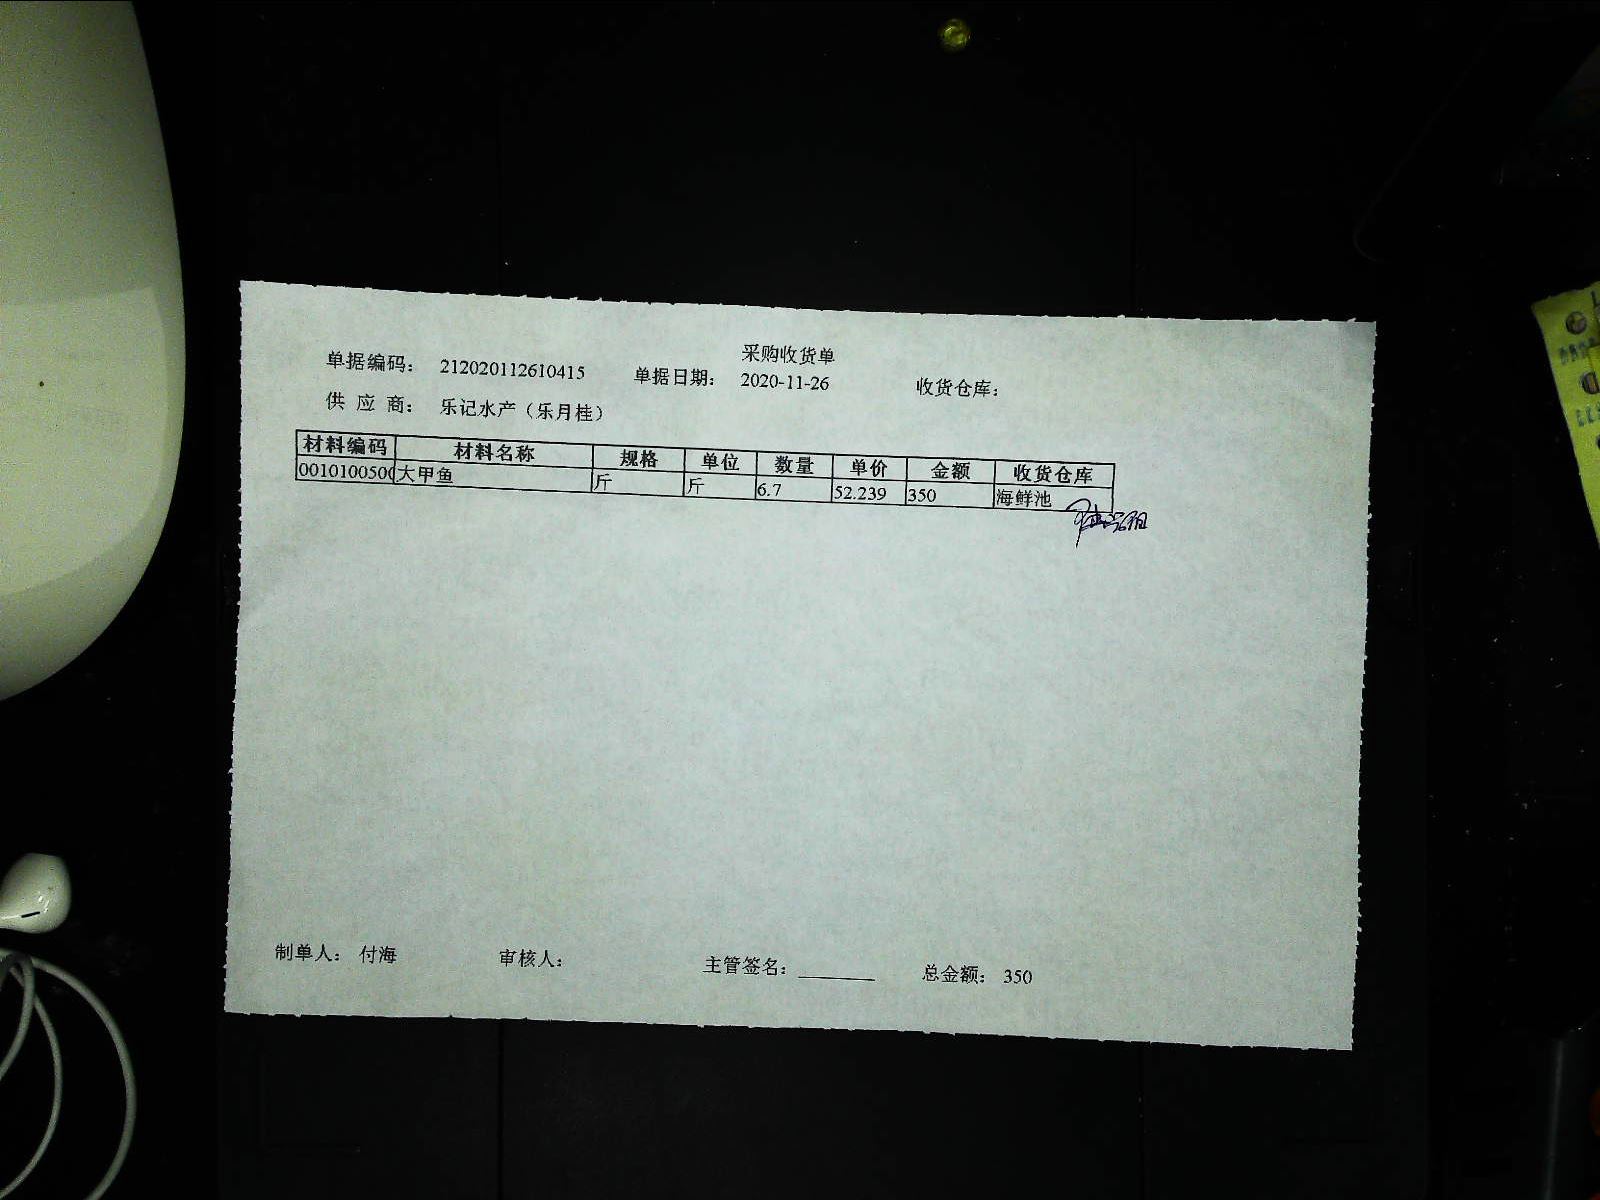 采购收货单
单据编码： 212020112610415 单据日期： 2020-11-26 收货仓库：
供 应 商： 乐记水产（乐月桂）
材料编码 材料名称 规格 单位 数量 单价 金额 收货仓库
0010100500 大甲鱼 斤 斤 6.7 52.239 350 海鲜池
制单人： 付海 审核人： 主管签名：________ 总金额： 350